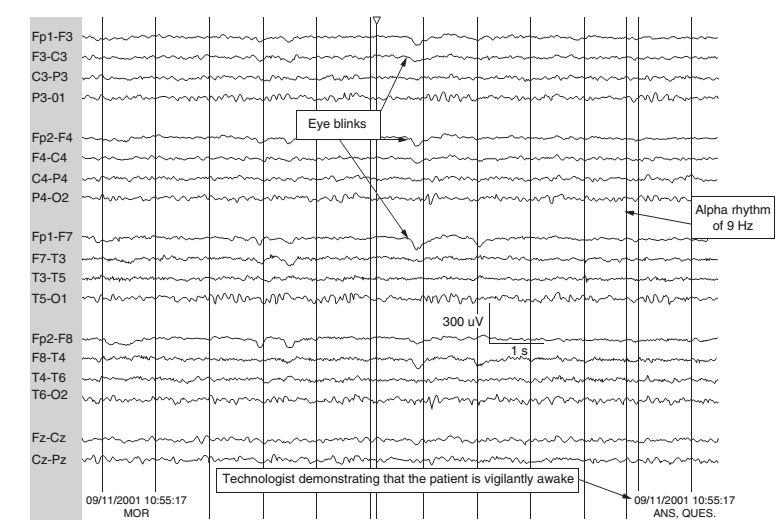 Fp1-F3
F3-C3
C3-P3
P3-01
Eye blinks
Fp2-F4
F4-C4
C4-P4
P4-O2
Alpha rhythm
of 9 Hz
Fp1-F7
F7-T3
T3-T5
T5-O1
300 uV
1 s
Fp2-F8
F8-T4
T4-T6
T6-O2
Fz-Cz
Cz-Pz
Technologist demonstrating that the patient is vigilantly awake
09/11/2001 10:55:17
MOR
09/11/2001 10:55:17
ANS, QUES.